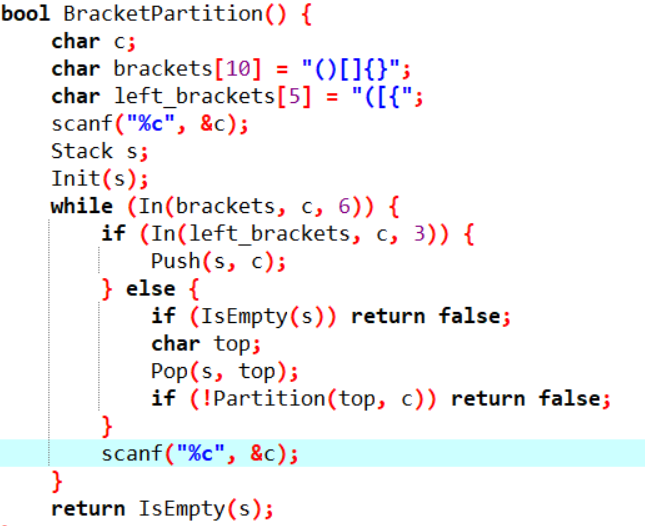 bool BracketPartition() {
    char c;
    char brackets[10] = "()[]{}";
    char left_brackets[5] = "([{";
    scanf("%c", &c);
    Stack s;
    Init(s);
    while (In(brackets, c, 6)) {
        if (In(left_brackets, c, 3)) {
            Push(s, c);
        } else {
            if (IsEmpty(s)) return false;
            char top;
            Pop(s, top);
            if (!Partition(top, c)) return false;
        }
        scanf("%c", &c);
    }
    return IsEmpty(s);